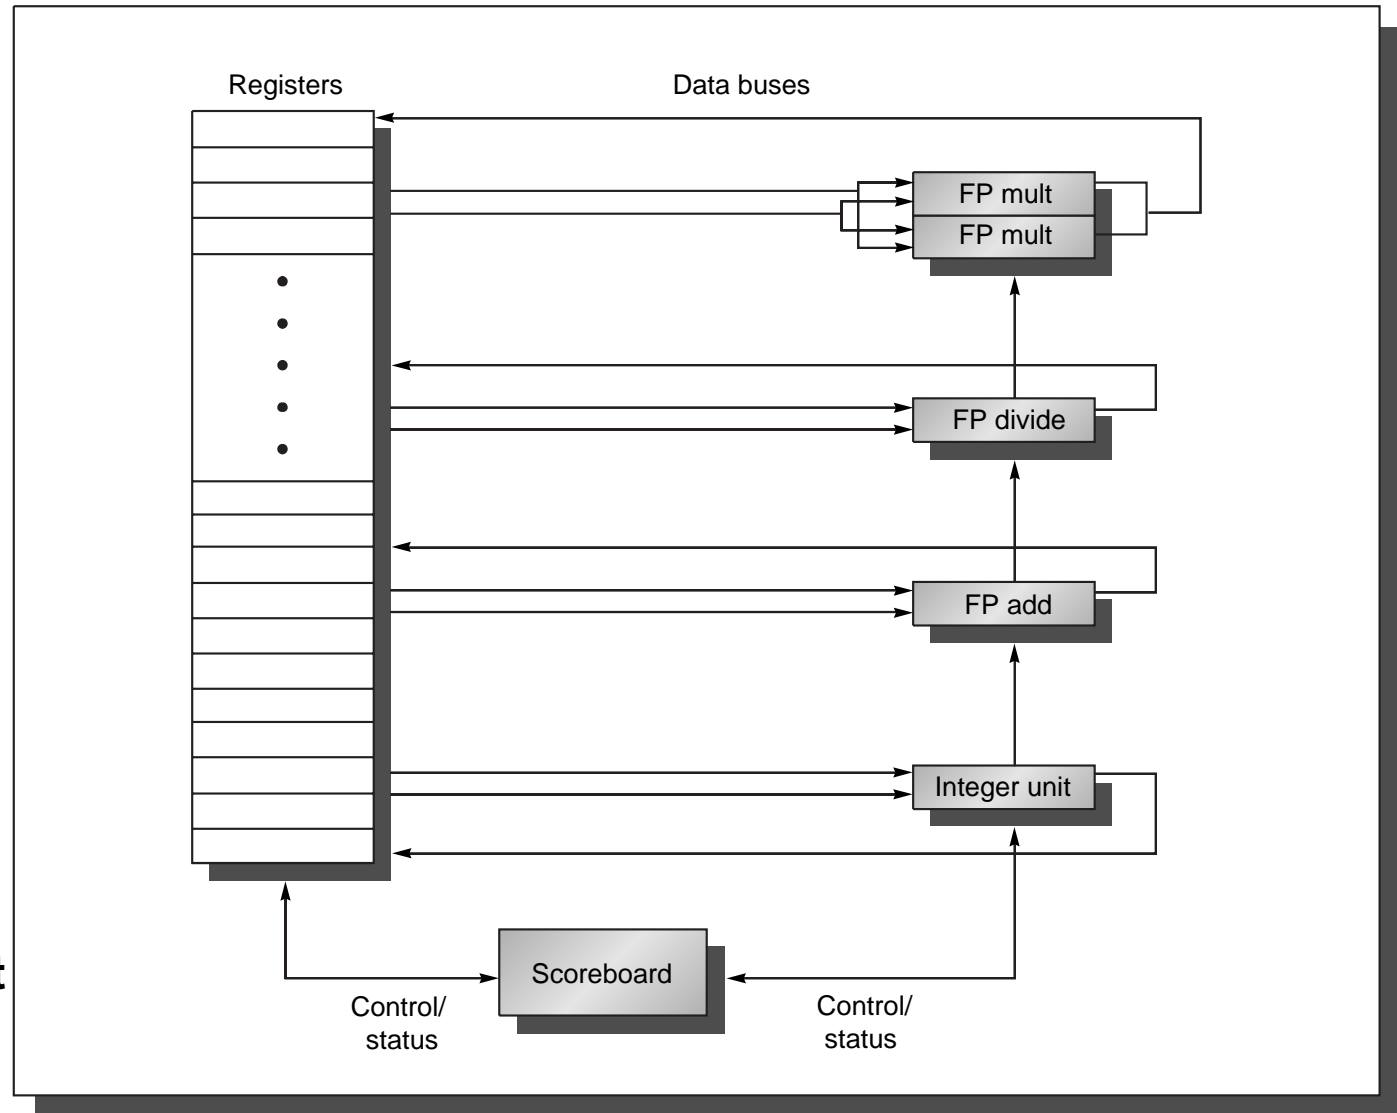 Registers
Data buses
FP mult
FP mult
FP divide
FP add
Integer unit
t
Scoreboard
Control/
status
Control/
status